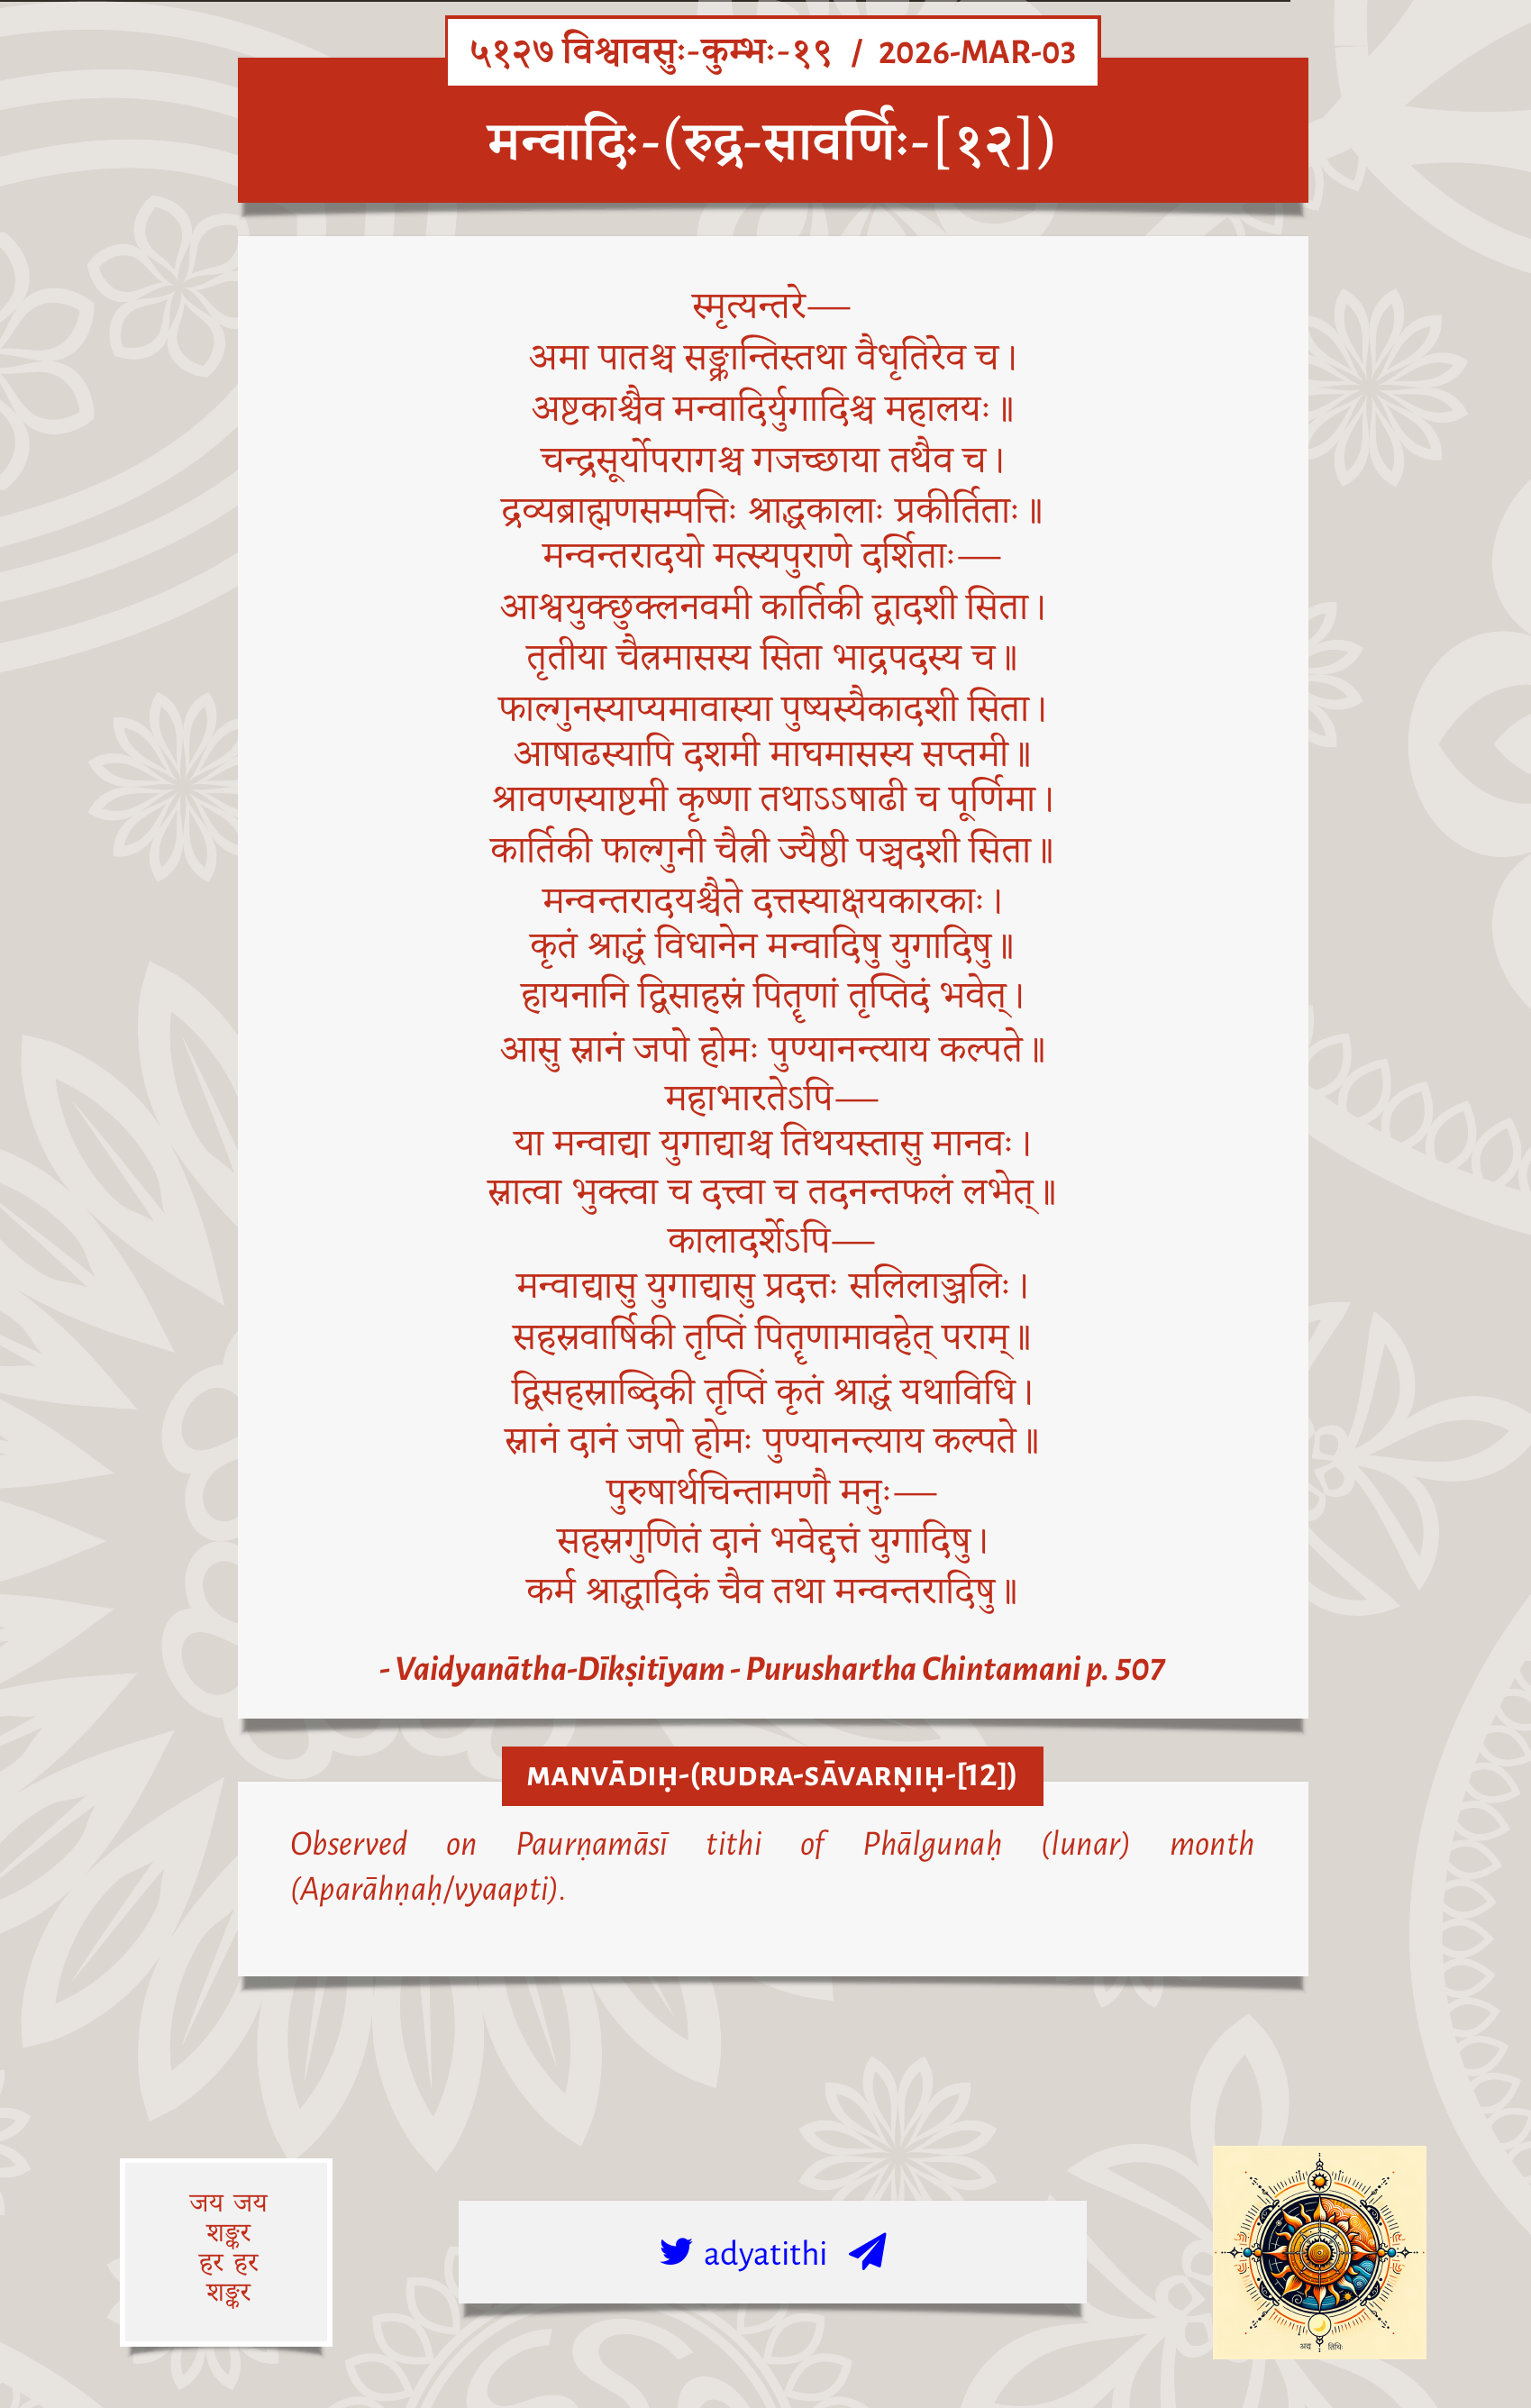 ५१२७ विश्वावसुः-कुम्भः-१९ / 2026-MAR-03
मन्वादिः-(रुद्र-सावर्णिः-[१२])
स्मृत्यन्तरे—
अमा पातश्च सङ्क्रान्तिस्तथा वैधृतिरेव च।
अष्टकाश्चैव मन्वादिर्युगादिश्च महालयः॥
चन्द्रसूर्योपरागश्च गजच्छाया तथैव च।
द्रव्यब्राह्मणसम्पत्तिः श्राद्धकालाः प्रकीर्तिताः॥
मन्वन्तरादयो मत्स्यपुराणे दर्शिताः—
आश्वयुक्छुक्लनवमी कार्तिकी द्वादशी सिता।
तृतीया चैत्रमासस्य सिता भाद्रपदस्य च॥
फाल्गुनस्याप्यमावास्या पुष्यस्यैकादशी सिता।
आषाढस्यापि दशमी माघमासस्य सप्तमी॥
श्रावणस्याष्टमी कृष्णा तथाऽऽषाढी च पूर्णिमा।
कार्तिकी फाल्गुनी चैत्री ज्यैष्ठी पञ्चदशी सिता॥
मन्वन्तरादयश्चैते दत्तस्याक्षयकारकाः।
कृतं श्राद्धं विधानेन मन्वादिषु युगादिषु॥
हायनानि द्विसाहस्रं पितॄणां तृप्तिदं भवेत्।
आसु स्नानं जपो होमः पुण्यानन्त्याय कल्पते॥
महाभारतेऽपि—
या मन्वाद्या युगाद्याश्च तिथयस्तासु मानवः।
स्नात्वा भुक्त्वा च दत्त्वा च तदनन्तफलं लभेत्॥
कालादर्शेऽपि—
मन्वाद्यासु युगाद्यासु प्रदत्तः सलिलाञ्जलिः।
सहस्रवार्षिकी तृप्तिं पितॄणामावहेत् पराम्॥
द्विसहस्राब्दिकी तृप्तिं कृतं श्राद्धं यथाविधि।
स्नानं दानं जपो होमः पुण्यानन्त्याय कल्पते॥
पुरुषार्थचिन्तामणौ मनुः—
सहस्रगुणितं दानं भवेद्दत्तं युगादिषु।
कर्म श्राद्धादिकं चैव तथा मन्वन्तरादिषु॥
- Vaidyanātha-Dīkṣitīyam - Purushartha Chintamani p. 507
MANVĀDIḤ-(RUDRA-SĀVARṆIḤ-[12])
Observed on Paurṇamāsī tithi of Phālgunaḥ (lunar) month
(Aparāhṇaḥ/vyaapti).
जय जय
शङ्कर
हर हर
शङ्कर
adyatithi
अद्य तिथिः